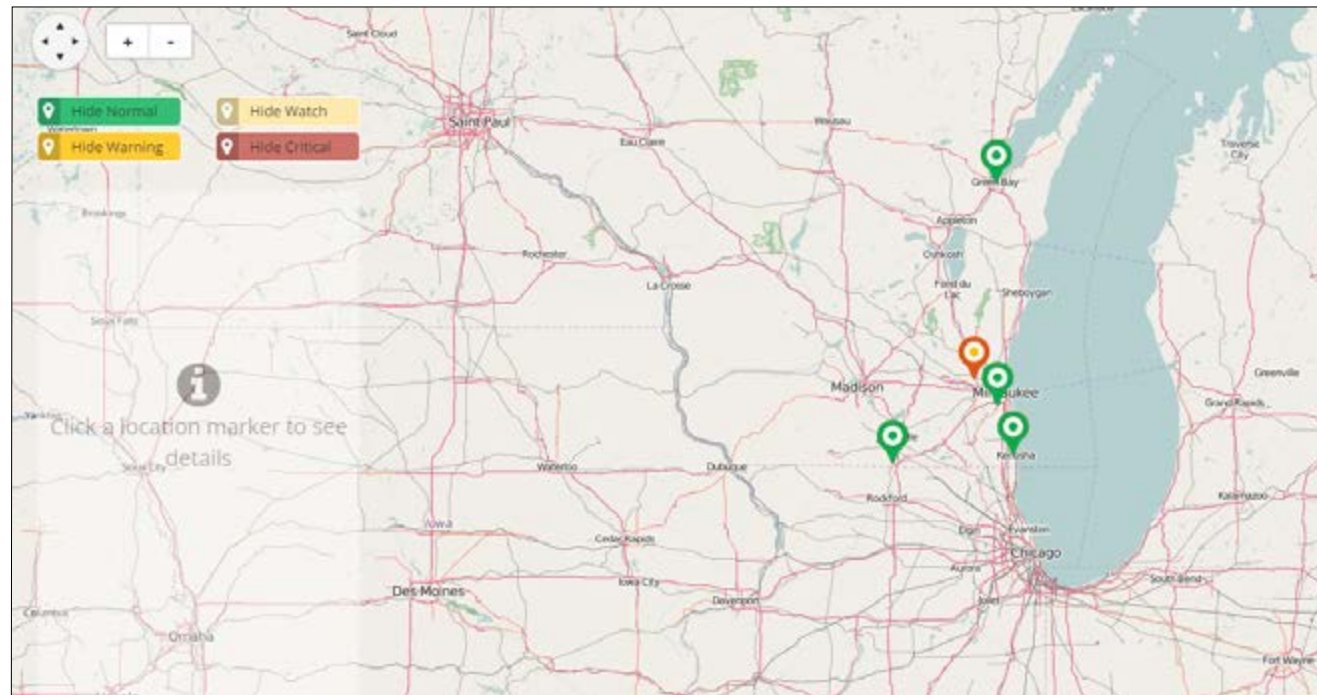 Saint Cloud
+ -
Hide Normal
Hide Watch
Watertown
Saint Paul
Wausau
Hide Warning
Hide Critical
Eau Claire
Traverse
City
Green Bay
Brookings
Appleton
Oshkosh
Rochester
La Crosse
Fond du
Lac
Sheboygan
Sioux Falls
Greenville
Madison
Grand Rapids
Click a location marker to see
details
Kenosha
Sioux City
Waterloo
Dubuque
Rockford
Kalamazoo
Iowa
Evanston
Elgin
Cedar Rapids
Chicago
Aurora
Iowa City
South Bend
Des Moines
Davenport
Joliet
Columbus
Omaha
Fort Wayne